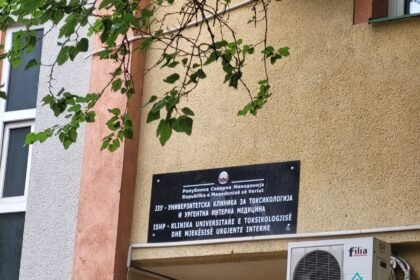 Република Северна Македонија
Republika e Maqedonisë së Veriut
ЈЗУ - УНИВЕРЗИТЕТСКА КЛИНИКА ЗА ТОКСИКОЛОГИЈА
И УРГЕНТНА ИНТЕРНА МЕДИЦИНА
ISHP - KLINIKA UNIVERSITARE E TOKSIKOLOGJISË
DHE MJEKËSISË URGJENTE INTERNE
filia